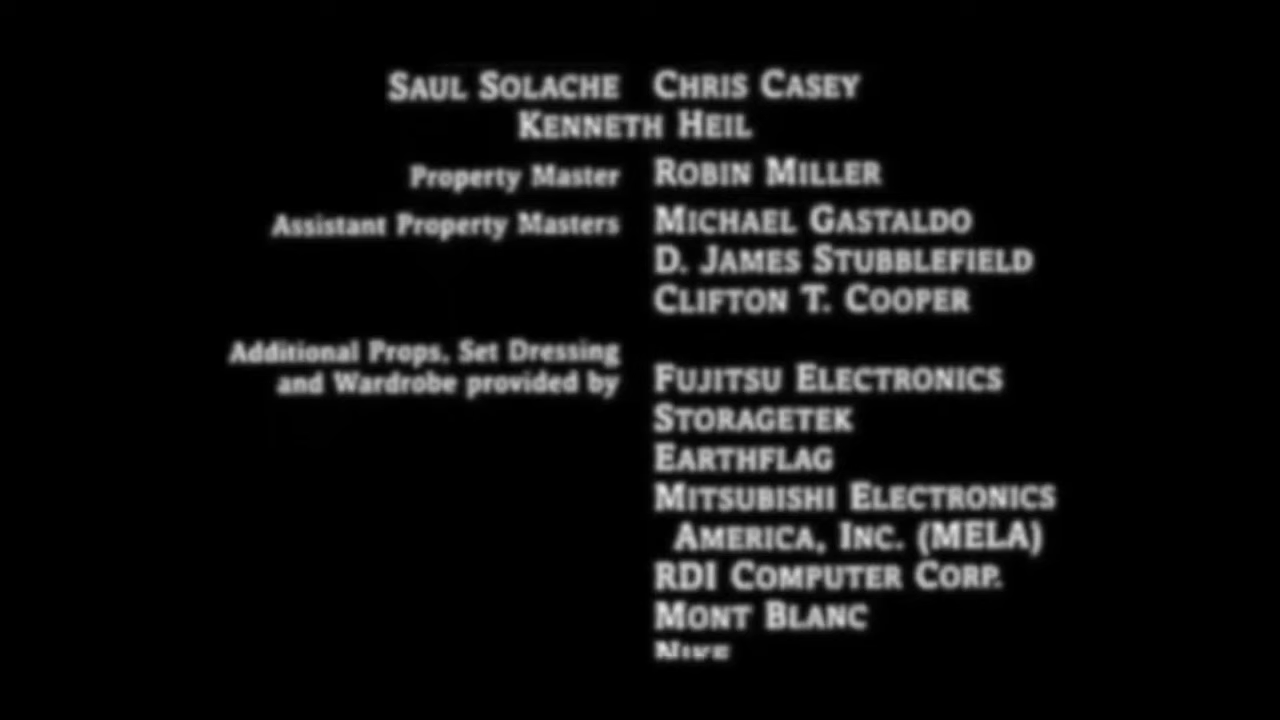 SAUL SOLACHE CHRIS CASEY
KENNETH HEIL
Property Master ROBIN MILLER
Assistant Property Masters MICHAEL GASTALDO
D. JAMES STUBBLEFIELD
CLIFTON T. COOPER
Additional Props, Set Dressing
and Wardrobe provided by FUJITSU ELECTRONICS
STORAGETEK
EARTHFLAG
MITSUBISHI ELECTRONICS
AMERICA, INC. (MELA)
RDI COMPUTER CORP.
MONT BLANC
NIKE